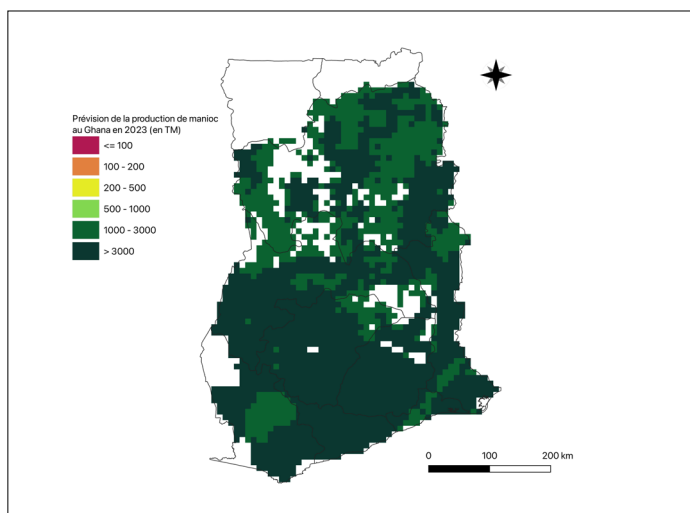 Prévision de la production de manioc
au Ghana en 2023 (en TM)
<= 100
100 - 200
200 - 500
500 - 1000
1000 - 3000
> 3000
0 100 200 km